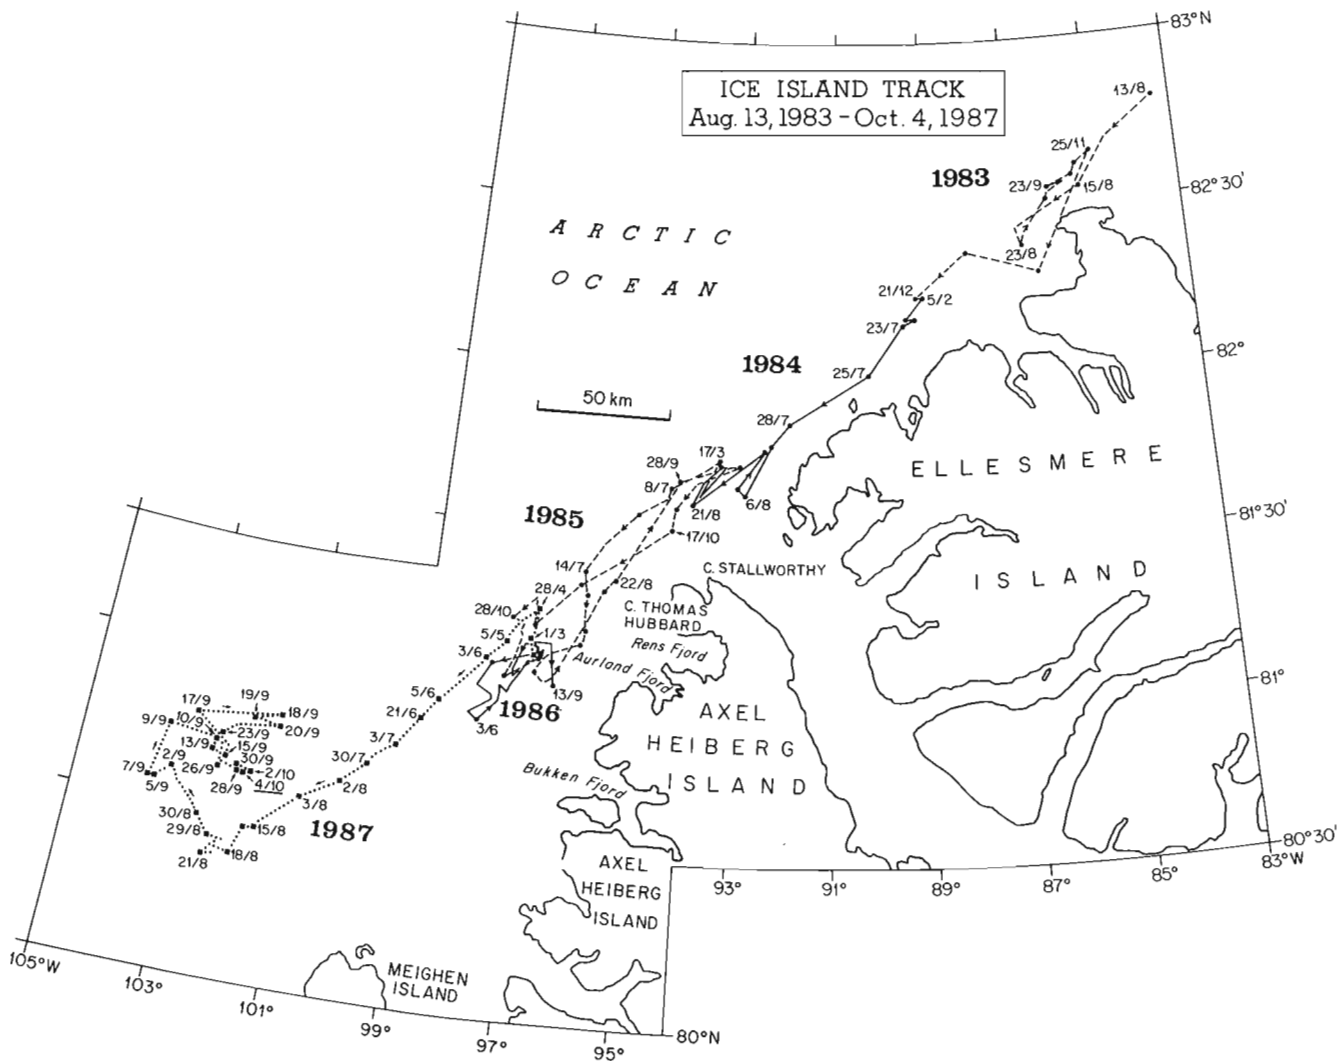 83°N
ICE ISLAND TRACK
Aug. 13, 1983 - Oct. 4, 1987
13/8
25/11
1983
23/9
15/8
82°30'
ARCTIC
OCEAN
23/8
21/12
5/2
23/7
82°
1984
25/7
50 km
28/7
17/3
28/9
8/7
ELLESMERE
21/8
6/8
81°30'
1985
17/10
14/7
C. STALLWORTHY
ISLAND
22/8
28/4
28/10
C. THOMAS
HUBBARD
5/5
1/3
Rens Fjord
3/6
Aurland Fjord
81°
5/6
13/9
1986
3/6
17/9
19/9
18/9
9/9
10/9
23/9
20/9
21/6
AXEL
HEIBERG
ISLAND
13/9
15/9
3/7
2/9
30/9
30/7
7/9
5/9
26/9
28/9
2/10
4/10
2/8
Bukken Fjord
3/8
30/8
1987
29/8
15/8
21/8
18/8
80°30'
83°W
AXEL
HEIBERG
ISLAND
93°
91°
89°
87°
85°
105°W
103°
101°
99°
97°
95°
MEIGHEN
ISLAND
80°N